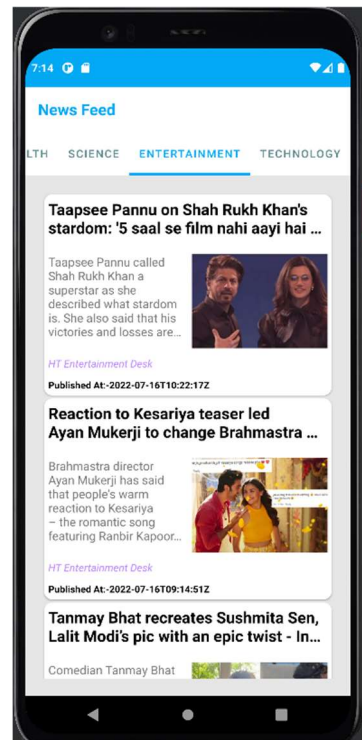 7:14
News Feed
LTH SCIENCE ENTERTAINMENT TECHNOLOGY
Taapsee Pannu on Shah Rukh Khan's
stardom: '5 saal se film nahi aayi hai ...
Taapsee Pannu called
Shah Rukh Khan a
superstar as she
described what stardom
is. She also said that his
victories and losses are...
HT Entertainment Desk
Published At:-2022-07-16T10:22:17Z
Reaction to Kesariya teaser led
Ayan Mukerji to change Brahmastra ...
Brahmastra director
Ayan Mukerji has said
that people's warm
reaction to Kesariya
– the romantic song
featuring Ranbir Kapoor...
HT Entertainment Desk
Published At:-2022-07-16T09:14:51Z
Tanmay Bhat recreates Sushmita Sen,
Lalit Modi's pic with an epic twist - In...
Comedian Tanmay Bhat